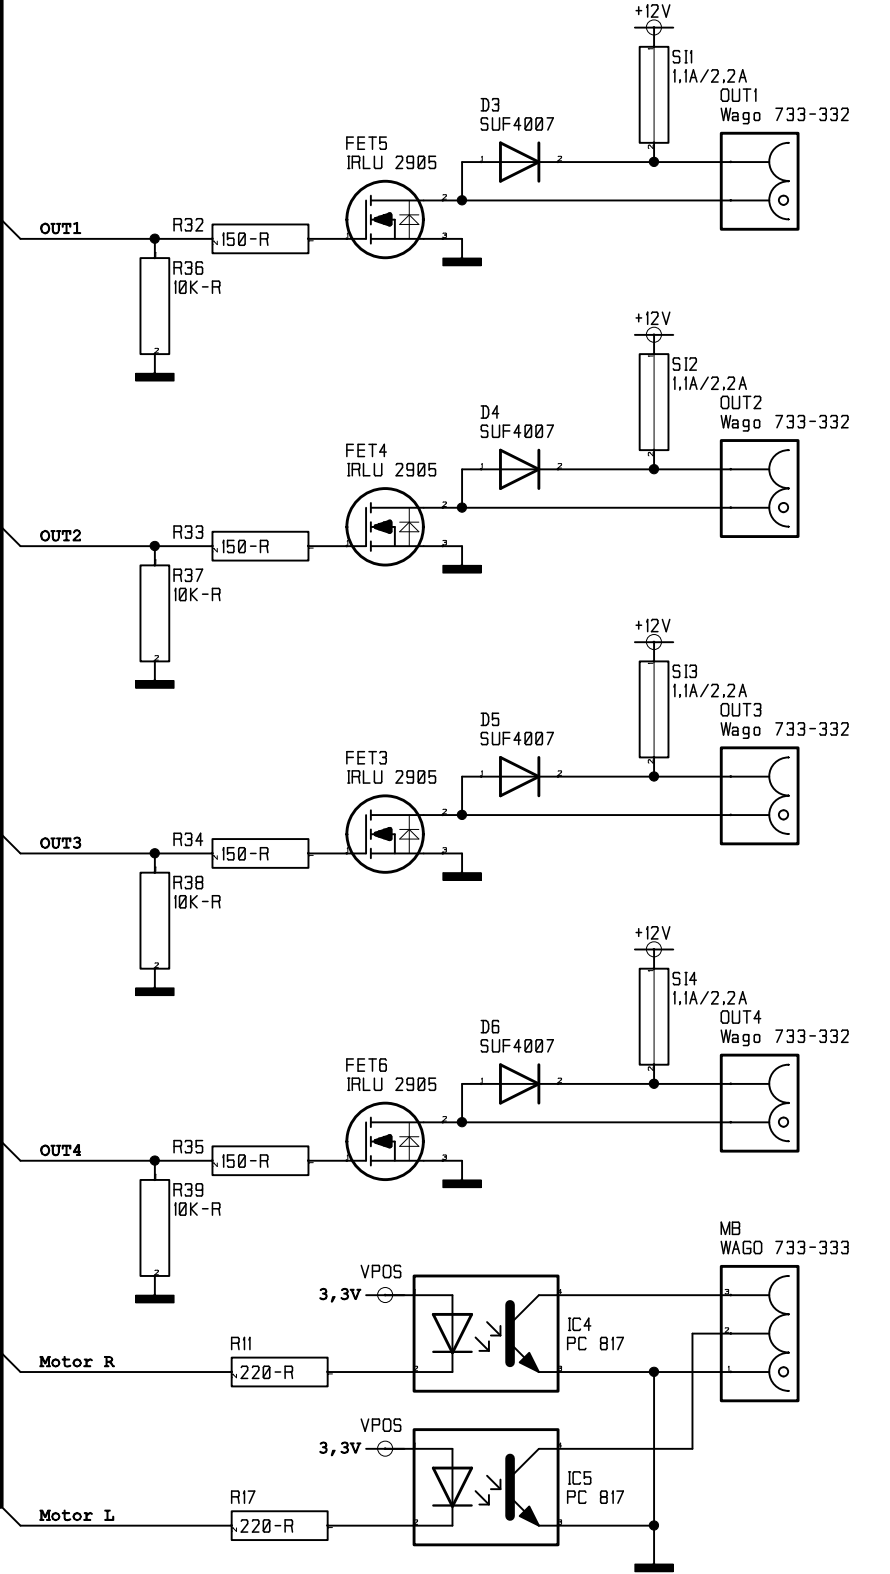 +12V
SI1
1,1A/2,2A
OUT1
Wago 733-332
D3
SUF4007
FET5
IRLU 2905
OUT1
R32
150-R
R36
10K-R
+12V
SI2
1,1A/2,2A
OUT2
Wago 733-332
D4
SUF4007
FET4
IRLU 2905
OUT2
R33
150-R
R37
10K-R
+12V
SI3
1,1A/2,2A
OUT3
Wago 733-332
D5
SUF4007
FET3
IRLU 2905
OUT3
R34
150-R
R38
10K-R
+12V
SI4
1,1A/2,2A
OUT4
Wago 733-332
D6
SUF4007
FET6
IRLU 2905
OUT4
R35
150-R
R39
10K-R
MB
WAGO 733-333
VPOS
3,3V
IC4
PC 817
R11
Motor R
220-R
VPOS
3,3V
IC5
PC 817
R17
Motor L
220-R